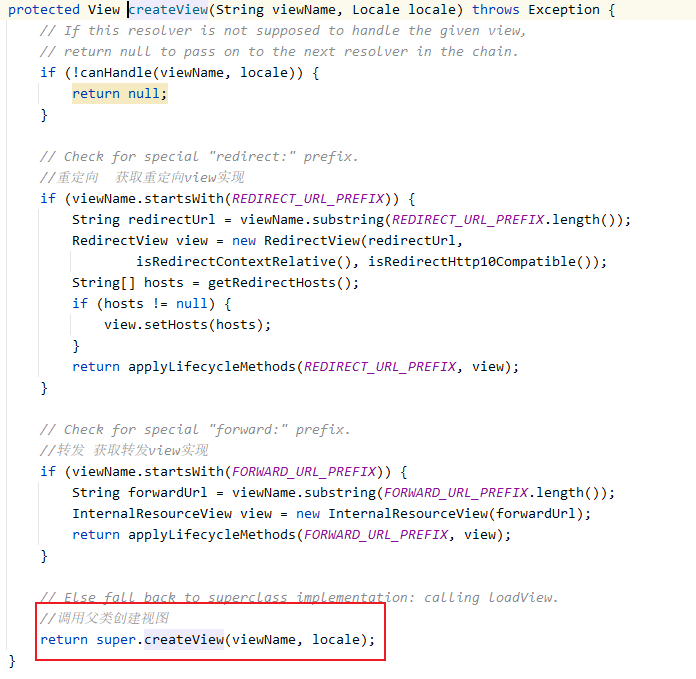 protected View createView(String viewName, Locale locale) throws Exception {
// If this resolver is not supposed to handle the given view,
// return null to pass on to the next resolver in the chain.
if (!canHandle(viewName, locale)) {
return null;
}
// Check for special "redirect:" prefix.
//重定向  获取重定向view实现
if (viewName.startsWith(REDIRECT_URL_PREFIX)) {
String redirectUrl = viewName.substring(REDIRECT_URL_PREFIX.length());
RedirectView view = new RedirectView(redirectUrl,
isRedirectContextRelative(), isRedirectHttp10Compatible());
String[] hosts = getRedirectHosts();
if (hosts != null) {
view.setHosts(hosts);
}
return applyLifecycleMethods(REDIRECT_URL_PREFIX, view);
}
// Check for special "forward:" prefix.
//转发 获取转发view实现
if (viewName.startsWith(FORWARD_URL_PREFIX)) {
String forwardUrl = viewName.substring(FORWARD_URL_PREFIX.length());
InternalResourceView view = new InternalResourceView(forwardUrl);
return applyLifecycleMethods(FORWARD_URL_PREFIX, view);
}
// Else fall back to superclass implementation: calling loadView.
//调用父类创建视图
return super.createView(viewName, locale);
}